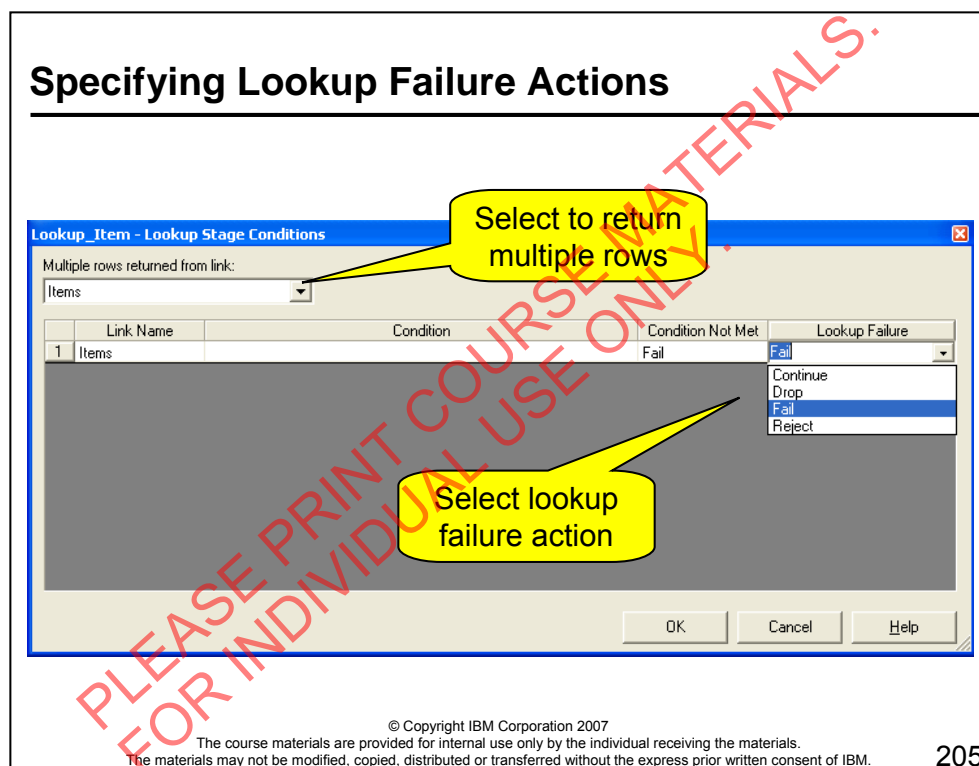 Specifying Lookup Failure Actions
Select to return
multiple rows
Lookup_Item - Lookup Stage Conditions
Multiple rows returned from link:
Items
Link Name Condition Condition Not Met Lookup Failure
1 Items Fail Fail
Continue
Drop
Fail
Reject
Select lookup
failure action
OK Cancel Help
PLEASE PRINT COURSE MATERIALS.
FOR INDIVIDUAL USE ONLY.
© Copyright IBM Corporation 2007
The course materials are provided for internal use only by the individual receiving the materials.
The materials may not be modified, copied, distributed or transferred without the express prior written consent of IBM.
205